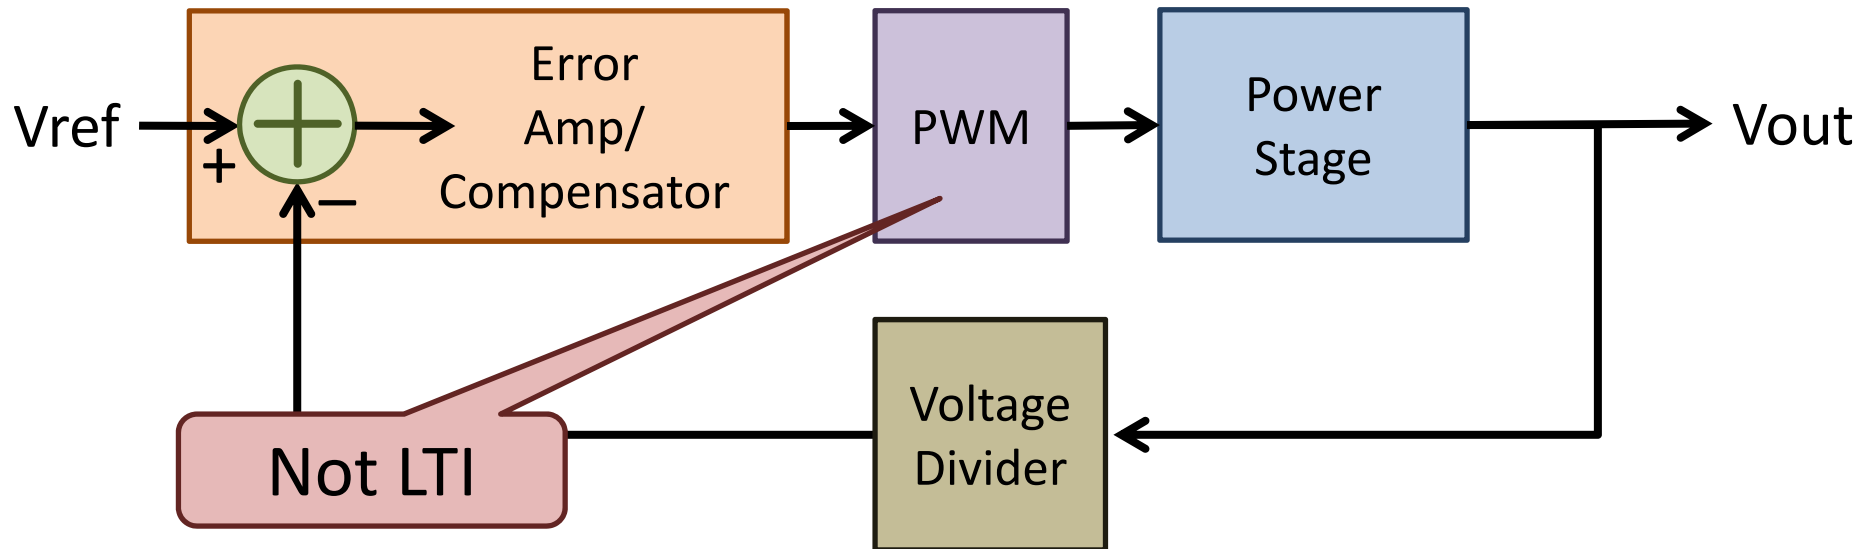 Vref
+
−
Error
Amp/
Compensator
PWM
Power
Stage
Vout
Voltage
Divider
Not LTI